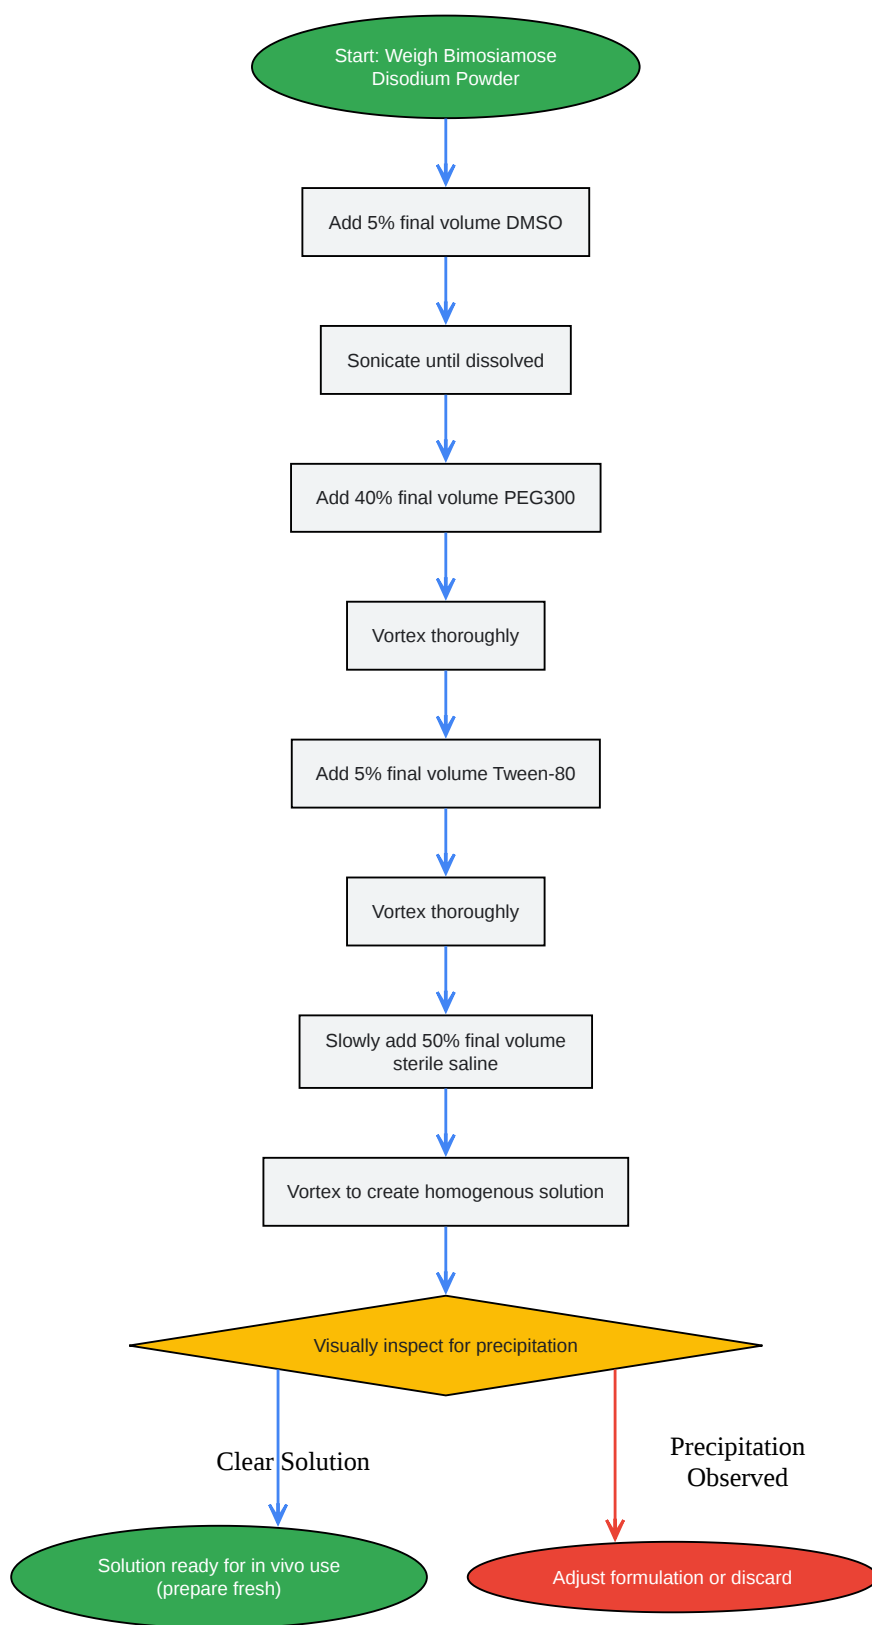 Start: Weigh Bimosiamose
Disodium Powder
Add 5% final volume DMSO
Sonicate until dissolved
Add 40% final volume PEG300
Vortex thoroughly
Add 5% final volume Tween-80
Vortex thoroughly
Slowly add 50% final volume
sterile saline
Vortex to create homogenous solution
Visually inspect for precipitation
Clear Solution
Precipitation
Observed
Solution ready for in vivo use
(prepare fresh)
Adjust formulation or discard